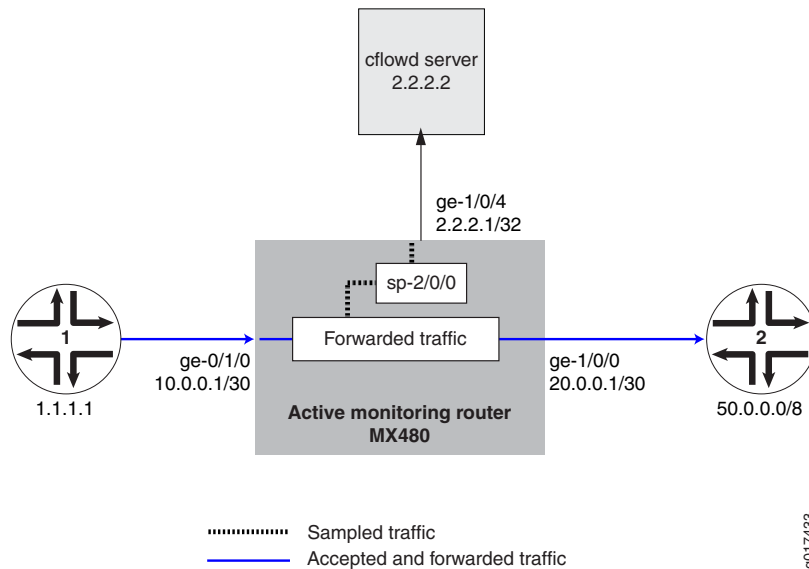 cflowd server
2.2.2.2
ge-1/0/4
2.2.2.1/32
sp-2/0/0
1
Forwarded traffic
2
ge-0/1/0
10.0.0.1/30
ge-1/0/0
20.0.0.1/30
1.1.1.1
Active monitoring router
MX480
50.0.0.0/8
Sampled traffic
Accepted and forwarded traffic
g017433